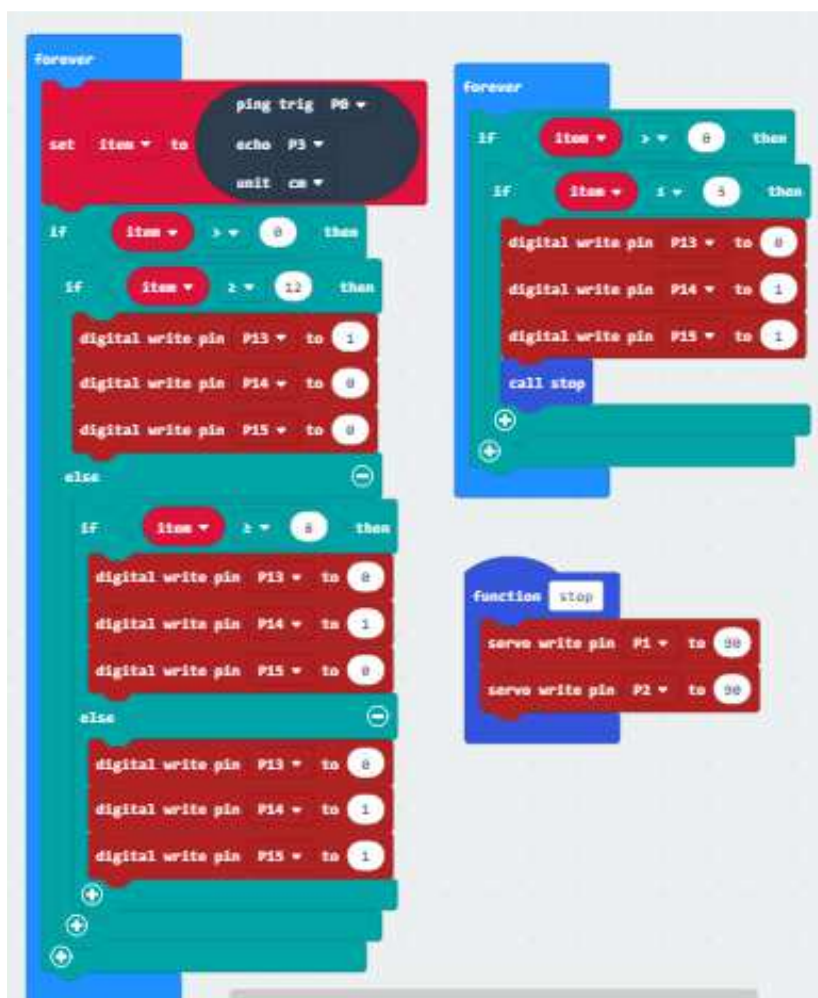 forever
set item to
ping trig P0
echo P3
unit cm
if item > 0 then
if item ≥ 12 then
digital write pin P13 to 1
digital write pin P14 to 0
digital write pin P15 to 0
else
if item ≥ then
digital write pin P13 to 0
digital write pin P14 to 1
digital write pin P15 to 0
else
digital write pin P13 to 0
digital write pin P14 to 1
digital write pin P15 to 1
forever
if item > 0 then
if item then
digital write pin P13 to 0
digital write pin P14 to 1
digital write pin P15 to 1
call stop
function stop
servo write pin P1 to 90
servo write pin P2 to 90